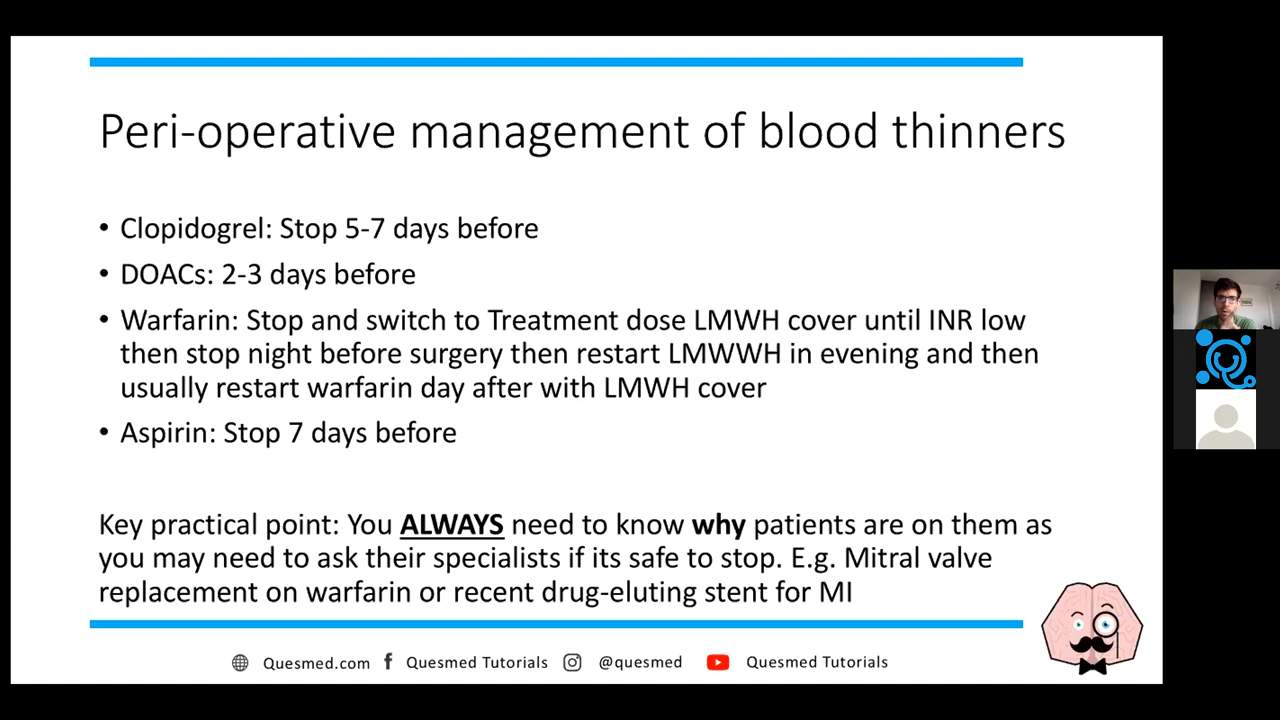 Peri-operative management of blood thinners
• Clopidogrel: Stop 5-7 days before
• DOACs: 2-3 days before
• Warfarin: Stop and switch to Treatment dose LMWH cover until INR low
then stop night before surgery then restart LMWWH in evening and then
usually restart warfarin day after with LMWH cover
• Aspirin: Stop 7 days before
Key practical point: You ALWAYS need to know why patients are on them as
you may need to ask their specialists if its safe to stop. E.g. Mitral valve
replacement on warfarin or recent drug-eluting stent for MI
Quesmed.com Quesmed Tutorials @quesmed Quesmed Tutorials